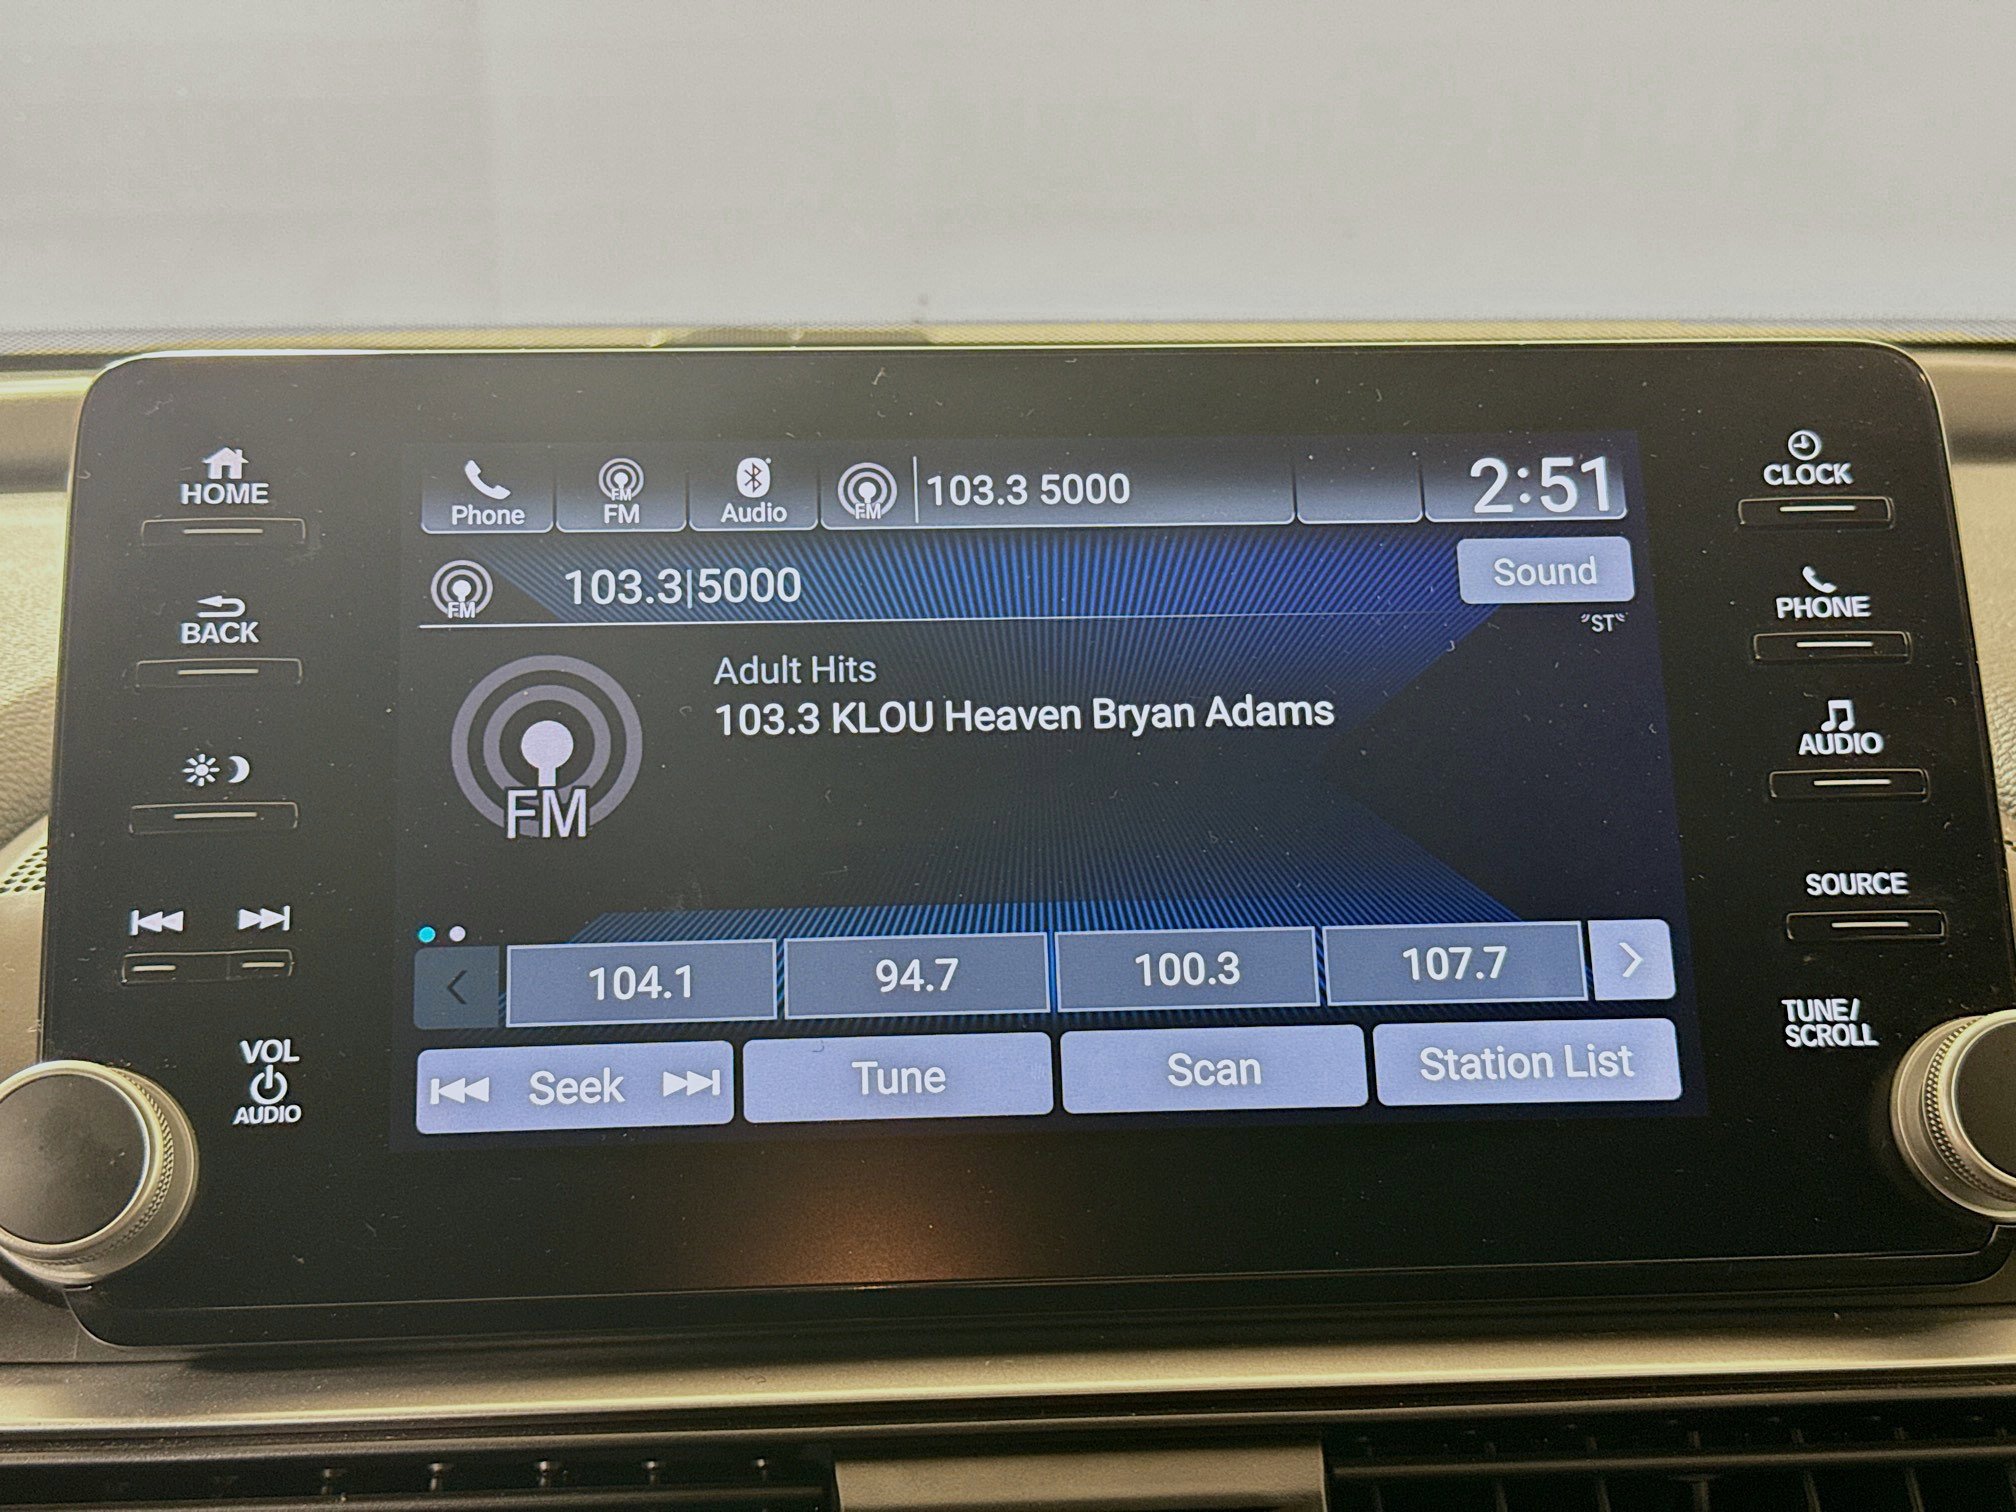 HOME
BACK
VOL
AUDIO
Phone
FM
FM
Audio
FM
103.3 5000
2:51
FM
103.3|5000
Sound
"ST"
Adult Hits
103.3 KLOU Heaven Bryan Adams
FM
104.1
94.7
100.3
107.7
Seek
Tune
Scan
Station List
CLOCK
PHONE
AUDIO
SOURCE
TUNE/
SCROLL